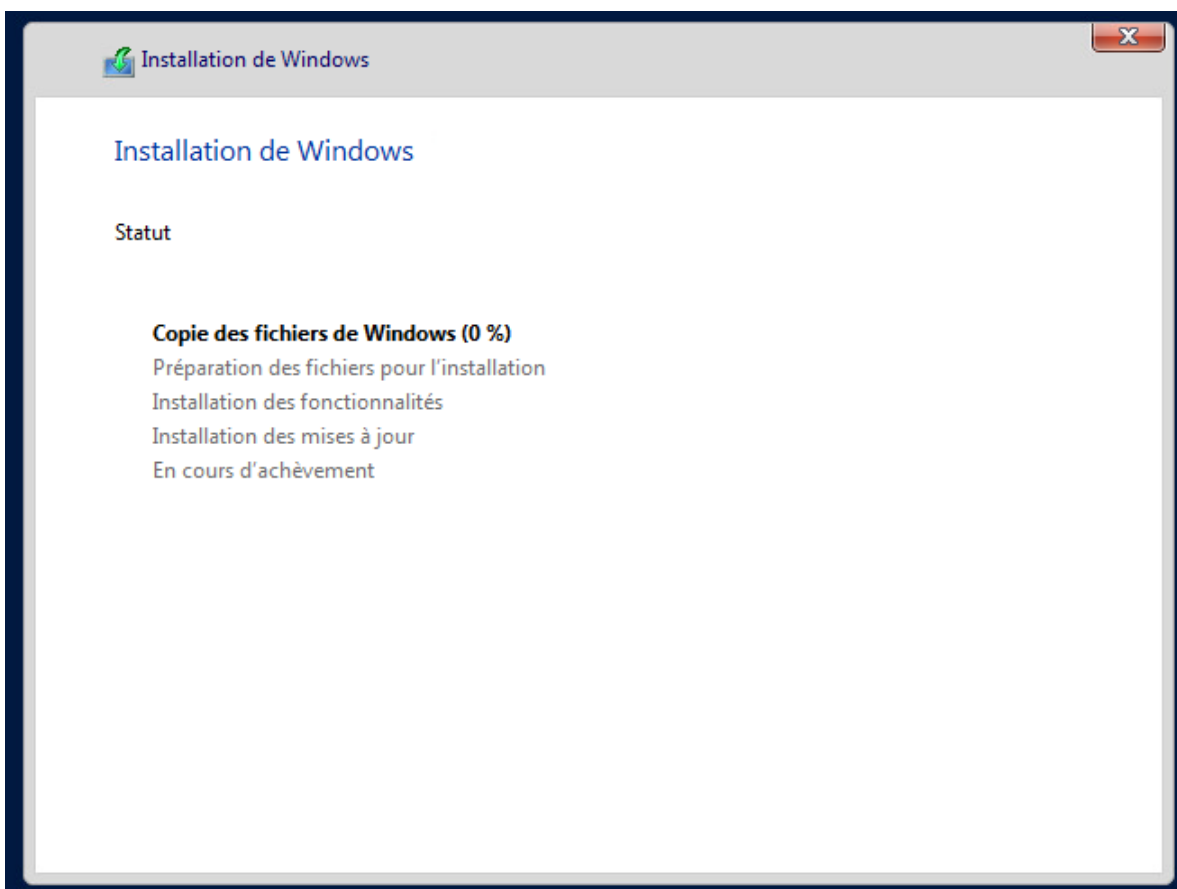 Installation de Windows
Installation de Windows
Statut
Copie des fichiers de Windows (0 %)
Préparation des fichiers pour l'installation
Installation des fonctionnalités
Installation des mises à jour
En cours d'achèvement